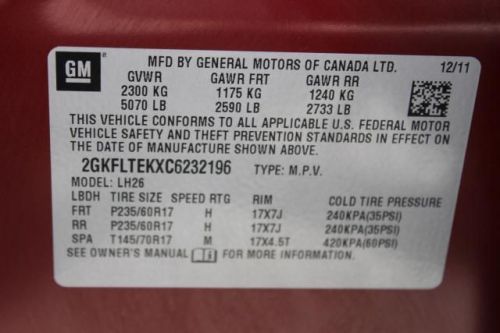 GM
MFD BY GENERAL MOTORS OF CANADA LTD. 12/11
GVWR GAWR FRT GAWR RR
2300 KG 1175 KG 1240 KG
5070 LB 2590 LB 2733 LB
THIS VEHICLE CONFORMS TO ALL APPLICABLE U.S. FEDERAL MOTOR
VEHICLE SAFETY AND THEFT PREVENTION STANDARDS IN EFFECT ON
THE DATE OF MANUFACTURE SHOWN ABOVE.
2GKFLTEKXC6232196 TYPE: M.P.V.
MODEL: LH26
LBDH TIRE SIZE SPEED RTG RIM COLD TIRE PRESSURE
FRT P235/60R17 H 17X7J 240KPA(35PSI)
RR P235/60R17 H 17X7J 240KPA(35PSI)
SPA T145/70R17 M 17X4.5T 420KPA(60PSI)
SEE OWNER'S MANUAL FOR MORE INFORMATION.